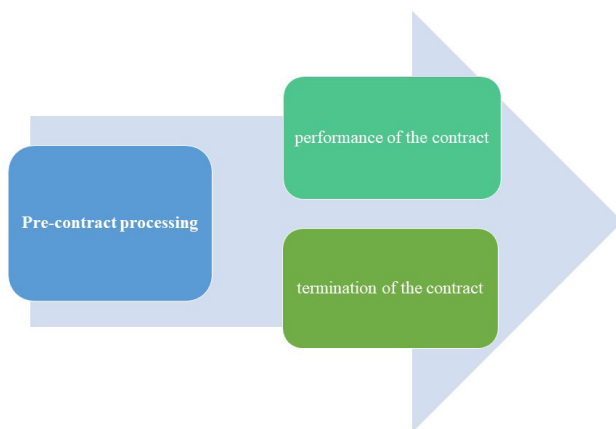 Pre-contract processing
performance of the contract
termination of the contract